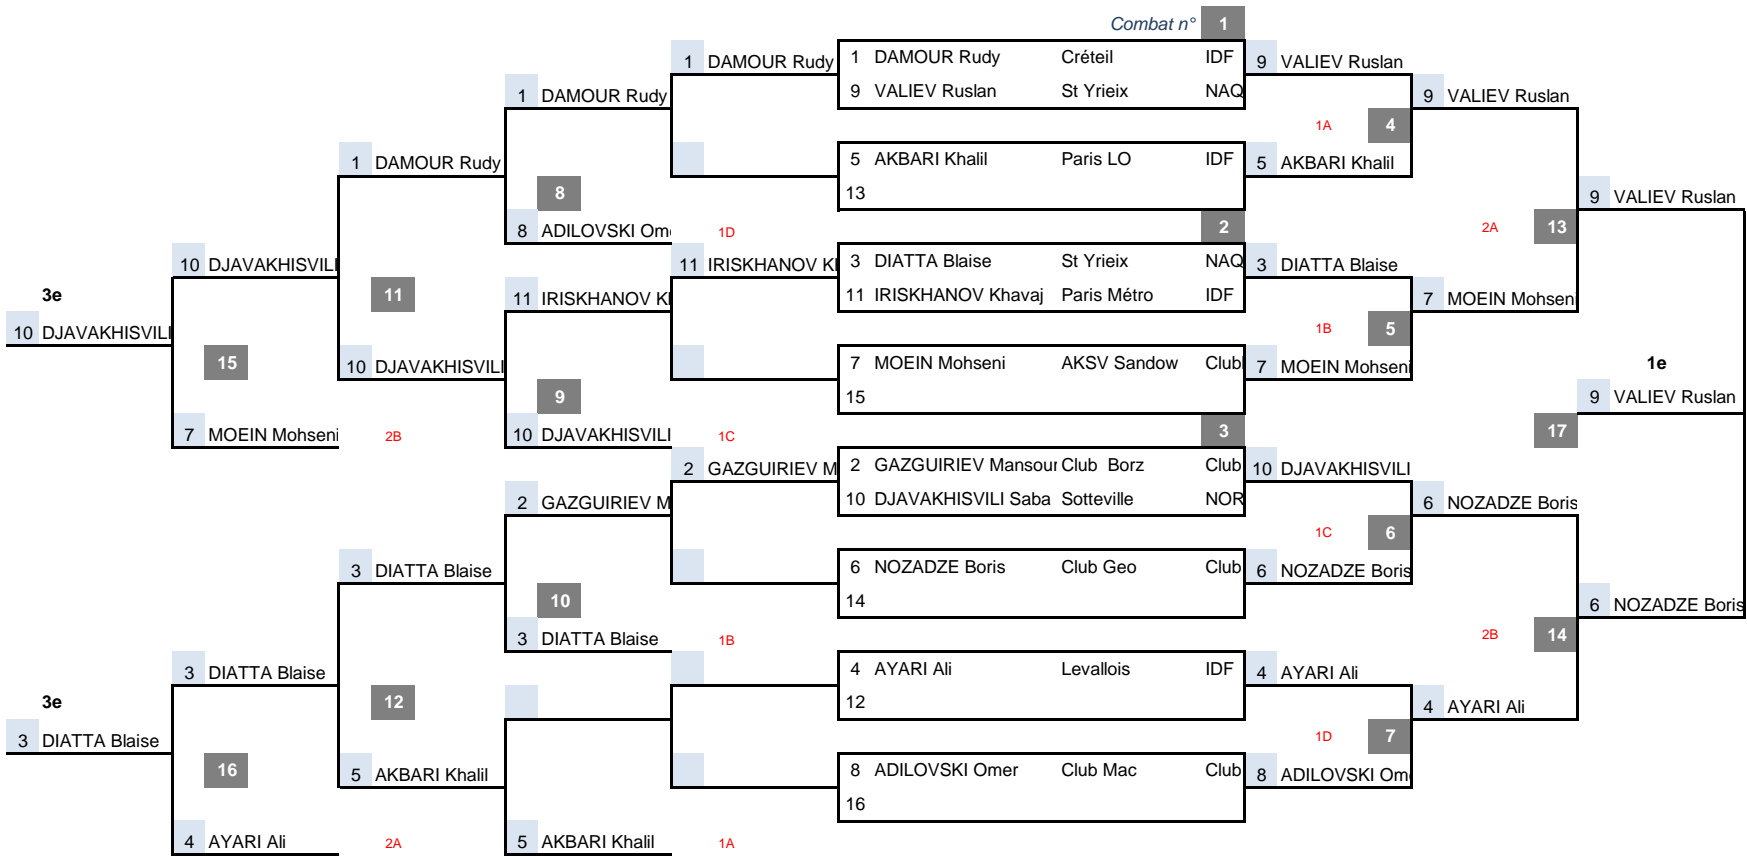 Combat n° 1
1 DAMOUR Rudy 1 DAMOUR Rudy Créteil IDF 9 VALIEV Ruslan
1 DAMOUR Rudy 9 VALIEV Ruslan St Yrieix NAQ 9 VALIEV Ruslan
1A 4
1 DAMOUR Rudy 5 AKBARI Khalil Paris LO IDF 5 AKBARI Khalil
8 13 9 VALIEV Ruslan
8 ADILOVSKI Ome 1D 2 2A 13
10 DJAVAKHISVILI 11 IRISKHANOV Kh 3 DIATTA Blaise St Yrieix NAQ 3 DIATTA Blaise
3e 11 11 IRISKHANOV Kh 11 IRISKHANOV Khavaj Paris Métro IDF 7 MOEIN Mohseni
10 DJAVAKHISVILI 1B 5
15 10 DJAVAKHISVILI 7 MOEIN Mohseni AKSV Sandow Club 7 MOEIN Mohseni 1e
9 15 9 VALIEV Ruslan
7 MOEIN Mohseni 2B 10 DJAVAKHISVILI 1C 3 17
2 GAZGUIRIEV M 2 GAZGUIRIEV Mansour Club Borz Club 10 DJAVAKHISVILI
2 GAZGUIRIEV M 10 DJAVAKHISVILI Saba Sotteville NOR 6 NOZADZE Boris
1C 6
3 DIATTA Blaise 6 NOZADZE Boris Club Geo Club 6 NOZADZE Boris
10 14 6 NOZADZE Boris
3 DIATTA Blaise 1B 2B 14
3 DIATTA Blaise 4 AYARI Ali Levallois IDF 4 AYARI Ali
3e 12 12 4 AYARI Ali
3 DIATTA Blaise 1D 7
16 5 AKBARI Khalil 8 ADILOVSKI Omer Club Mac Club 8 ADILOVSKI Ome
16
4 AYARI Ali 2A 5 AKBARI Khalil 1A